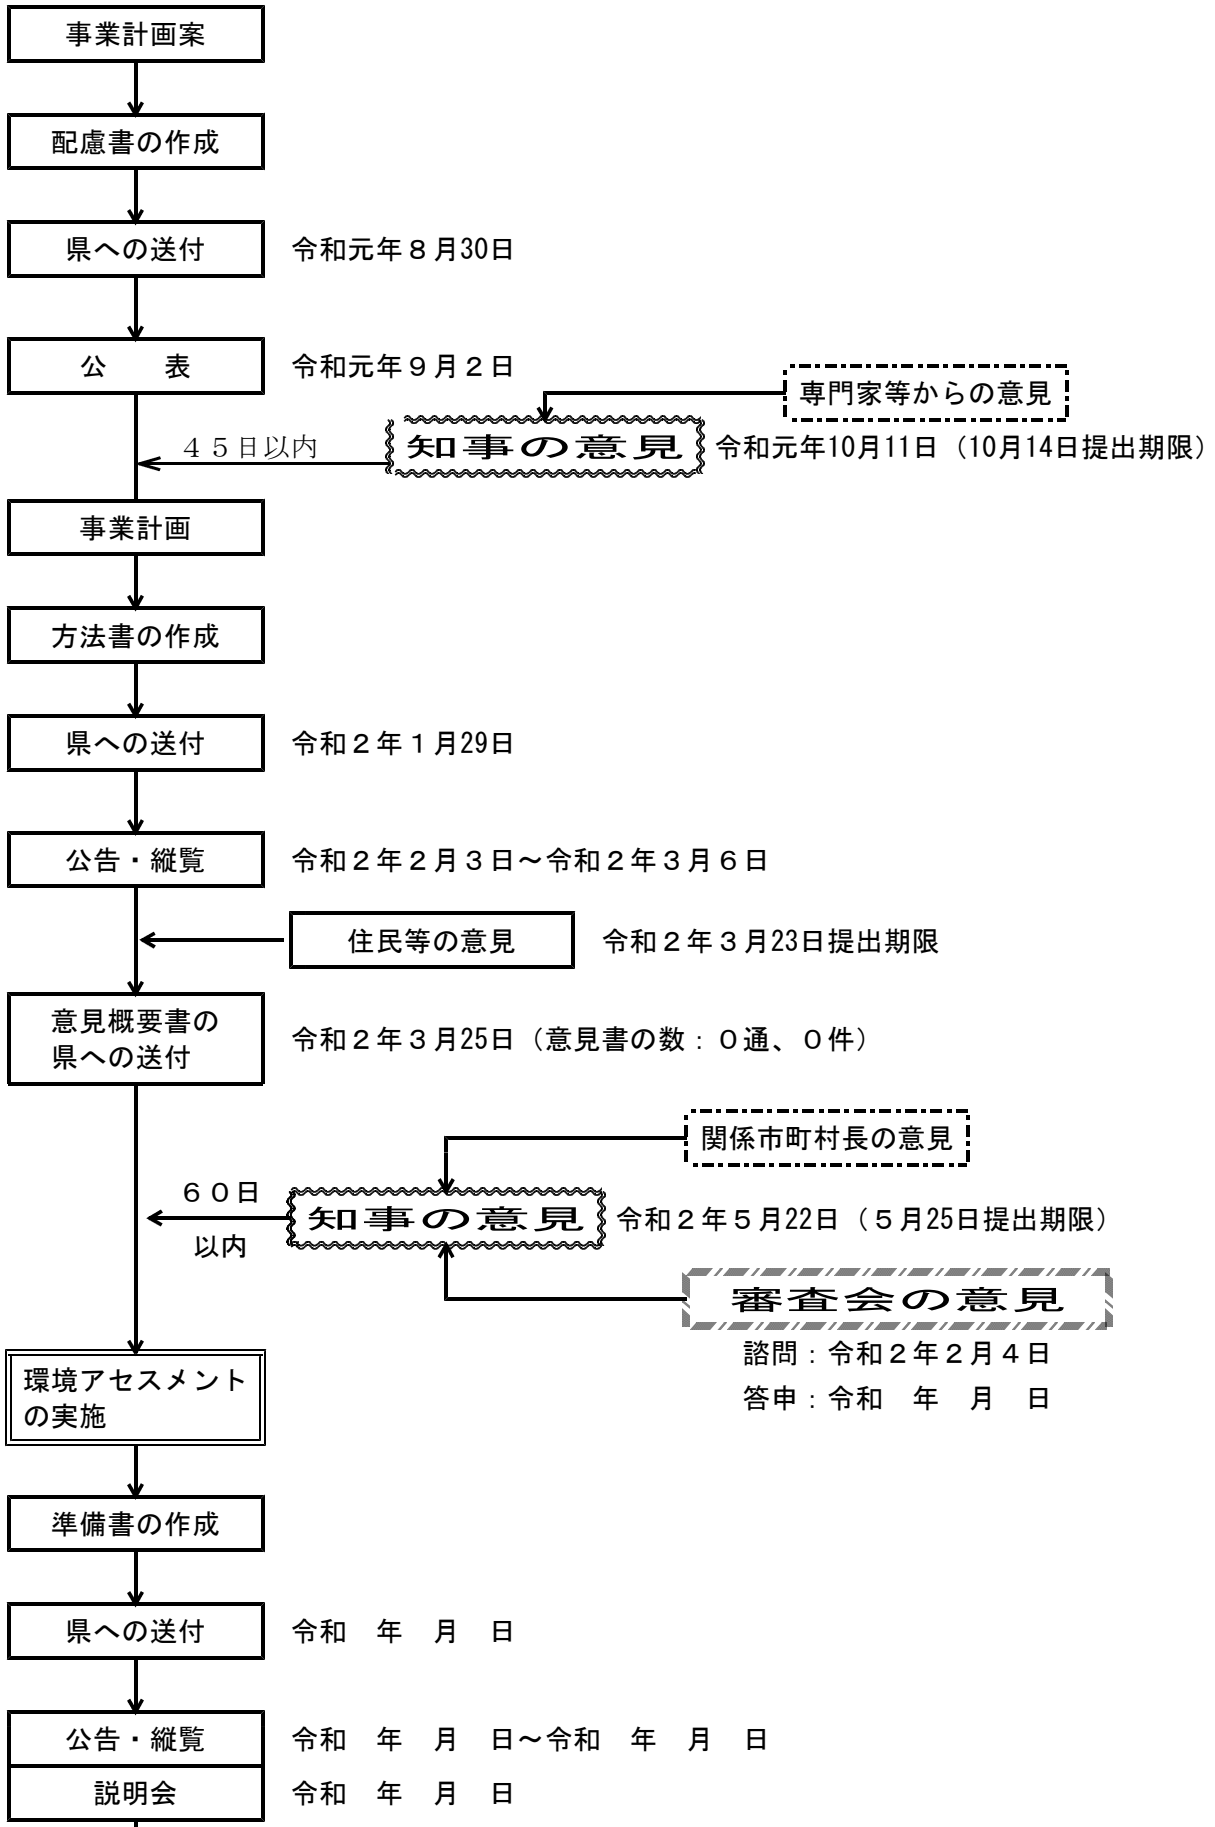 事業計画案
配慮書の作成
県への送付　令和元年８月30日
公　　表　令和元年９月２日
専門家等からの意見
４５日以内　知事の意見　令和元年10月11日（10月14日提出期限）
事業計画
方法書の作成
県への送付　令和２年１月29日
公告・縦覧　令和２年２月３日～令和２年３月６日
住民等の意見　令和２年３月23日提出期限
意見概要書の
県への送付　令和２年３月25日（意見書の数：０通、０件）
関係市町村長の意見
６０日
以内
知事の意見　令和２年５月22日（５月25日提出期限）
審査会の意見
諮問：令和２年２月４日
答申：令和　年　月　日
環境アセスメント
の実施
準備書の作成
県への送付　令和　年　月　日
公告・縦覧　令和　年　月　日～令和　年　月　日
説明会　令和　年　月　日